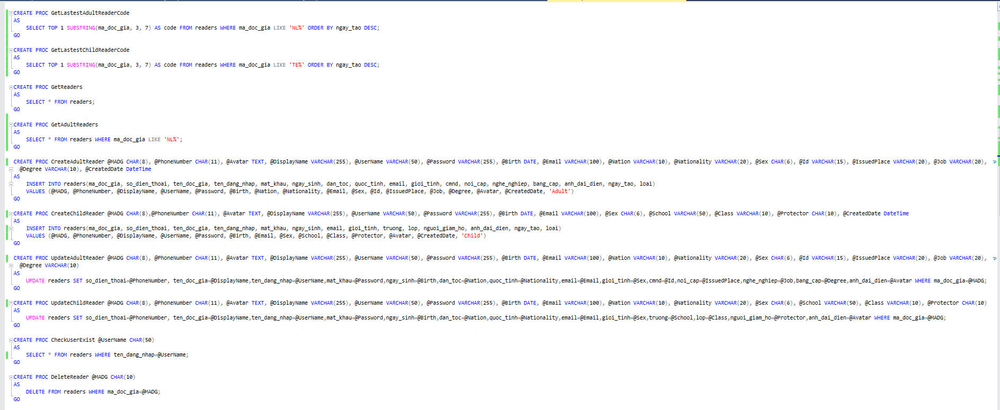 CREATE PROC GetLastestAdultReaderCode
AS
SELECT TOP 1 SUBSTRING(ma_doc_gia, 3, 7) AS code FROM readers WHERE ma_doc_gia LIKE 'NL%' ORDER BY ngay_tao DESC;
GO
CREATE PROC GetLastestChildReaderCode
AS
SELECT TOP 1 SUBSTRING(ma_doc_gia, 3, 7) AS code FROM readers WHERE ma_doc_gia LIKE 'TE%' ORDER BY ngay_tao DESC;
GO
CREATE PROC GetReaders
AS
SELECT * FROM readers;
GO
CREATE PROC GetAdultReaders
AS
SELECT * FROM readers WHERE ma_doc_gia LIKE 'NL%';
GO
CREATE PROC CreateAdultReader @MADG CHAR(8), @PhoneNumber CHAR(11), @Avatar TEXT, @DisplayName VARCHAR(255), @UserName VARCHAR(50), @Password VARCHAR(255), @Birth DATE, @Email VARCHAR(100), @Nation VARCHAR(10), @Nationality VARCHAR(20), @Sex CHAR(6), @Id VARCHAR(15), @IssuedPlace VARCHAR(20), @Job VARCHAR(20),
@Degree VARCHAR(10), @CreatedDate DateTime
AS
INSERT INTO readers(ma_doc_gia, so_dien_thoai, ten_doc_gia, ten_dang_nhap, mat_khau, ngay_sinh, dan_toc, quoc_tinh, email, gioi_tinh, cmnd, noi_cap, nghe_nghiep, bang_cap, anh_dai_dien, ngay_tao, loai)
VALUES (@MADG, @PhoneNumber, @DisplayName, @UserName, @Password, @Birth, @Nation, @Nationality, @Email, @Sex, @Id, @IssuedPlace, @Job, @Degree, @Avatar, @CreatedDate, 'Adult')
GO
CREATE PROC CreateChildReader @MADG CHAR(8),@PhoneNumber CHAR(11), @Avatar TEXT, @DisplayName VARCHAR(255), @UserName VARCHAR(50), @Password VARCHAR(255), @Birth DATE, @Email VARCHAR(100), @Sex CHAR(6), @School VARCHAR(50), @Class VARCHAR(10), @Protector CHAR(10), @CreatedDate DateTime
AS
INSERT INTO readers(ma_doc_gia, so_dien_thoai, ten_doc_gia, ten_dang_nhap, mat_khau, ngay_sinh, email, gioi_tinh, truong, lop, nguoi_giam_ho, anh_dai_dien, ngay_tao, loai)
VALUES (@MADG, @PhoneNumber, @DisplayName, @UserName, @Password, @Birth, @Email, @Sex, @School, @Class, @Protector, @Avatar, @CreatedDate, 'Child')
GO
CREATE PROC UpdateAdultReader @MADG CHAR(8), @PhoneNumber CHAR(11), @Avatar TEXT, @DisplayName VARCHAR(255), @UserName VARCHAR(50), @Password VARCHAR(255), @Birth DATE, @Email VARCHAR(100), @Nation VARCHAR(10), @Nationality VARCHAR(20), @Sex CHAR(6), @Id VARCHAR(15), @IssuedPlace VARCHAR(20), @Job VARCHAR(20),
@Degree VARCHAR(10)
AS
UPDATE readers SET so_dien_thoai=@PhoneNumber, ten_doc_gia=@DisplayName,ten_dang_nhap=@UserName,mat_khau=@Password,ngay_sinh=@Birth,dan_toc=@Nation,quoc_tinh=@Nationality,email=@Email,gioi_tinh=@Sex,cmnd=@Id,noi_cap=@IssuedPlace,nghe_nghiep=@Job,bang_cap=@Degree,anh_dai_dien=@Avatar WHERE ma_doc_gia=@MADG;
GO
CREATE PROC UpdateChildReader @MADG CHAR(8), @PhoneNumber CHAR(11), @Avatar TEXT, @DisplayName VARCHAR(255), @UserName VARCHAR(50), @Password VARCHAR(255), @Birth DATE, @Email VARCHAR(100), @Nation VARCHAR(10), @Nationality VARCHAR(20), @Sex CHAR(6), @School VARCHAR(50), @Class VARCHAR(10), @Protector CHAR(10)
AS
UPDATE readers SET so_dien_thoai=@PhoneNumber, ten_doc_gia=@DisplayName,ten_dang_nhap=@UserName,mat_khau=@Password,ngay_sinh=@Birth,dan_toc=@Nation,quoc_tinh=@Nationality,email=@Email,gioi_tinh=@Sex,truong=@School,lop=@Class,nguoi_giam_ho=@Protector,anh_dai_dien=@Avatar WHERE ma_doc_gia=@MADG;
GO
CREATE PROC CheckUserExist @UserName CHAR(50)
AS
SELECT * FROM readers WHERE ten_dang_nhap=@UserName;
GO
CREATE PROC DeleteReader @MADG CHAR(10)
AS
DELETE FROM readers WHERE ma_doc_gia=@MADG;
GO